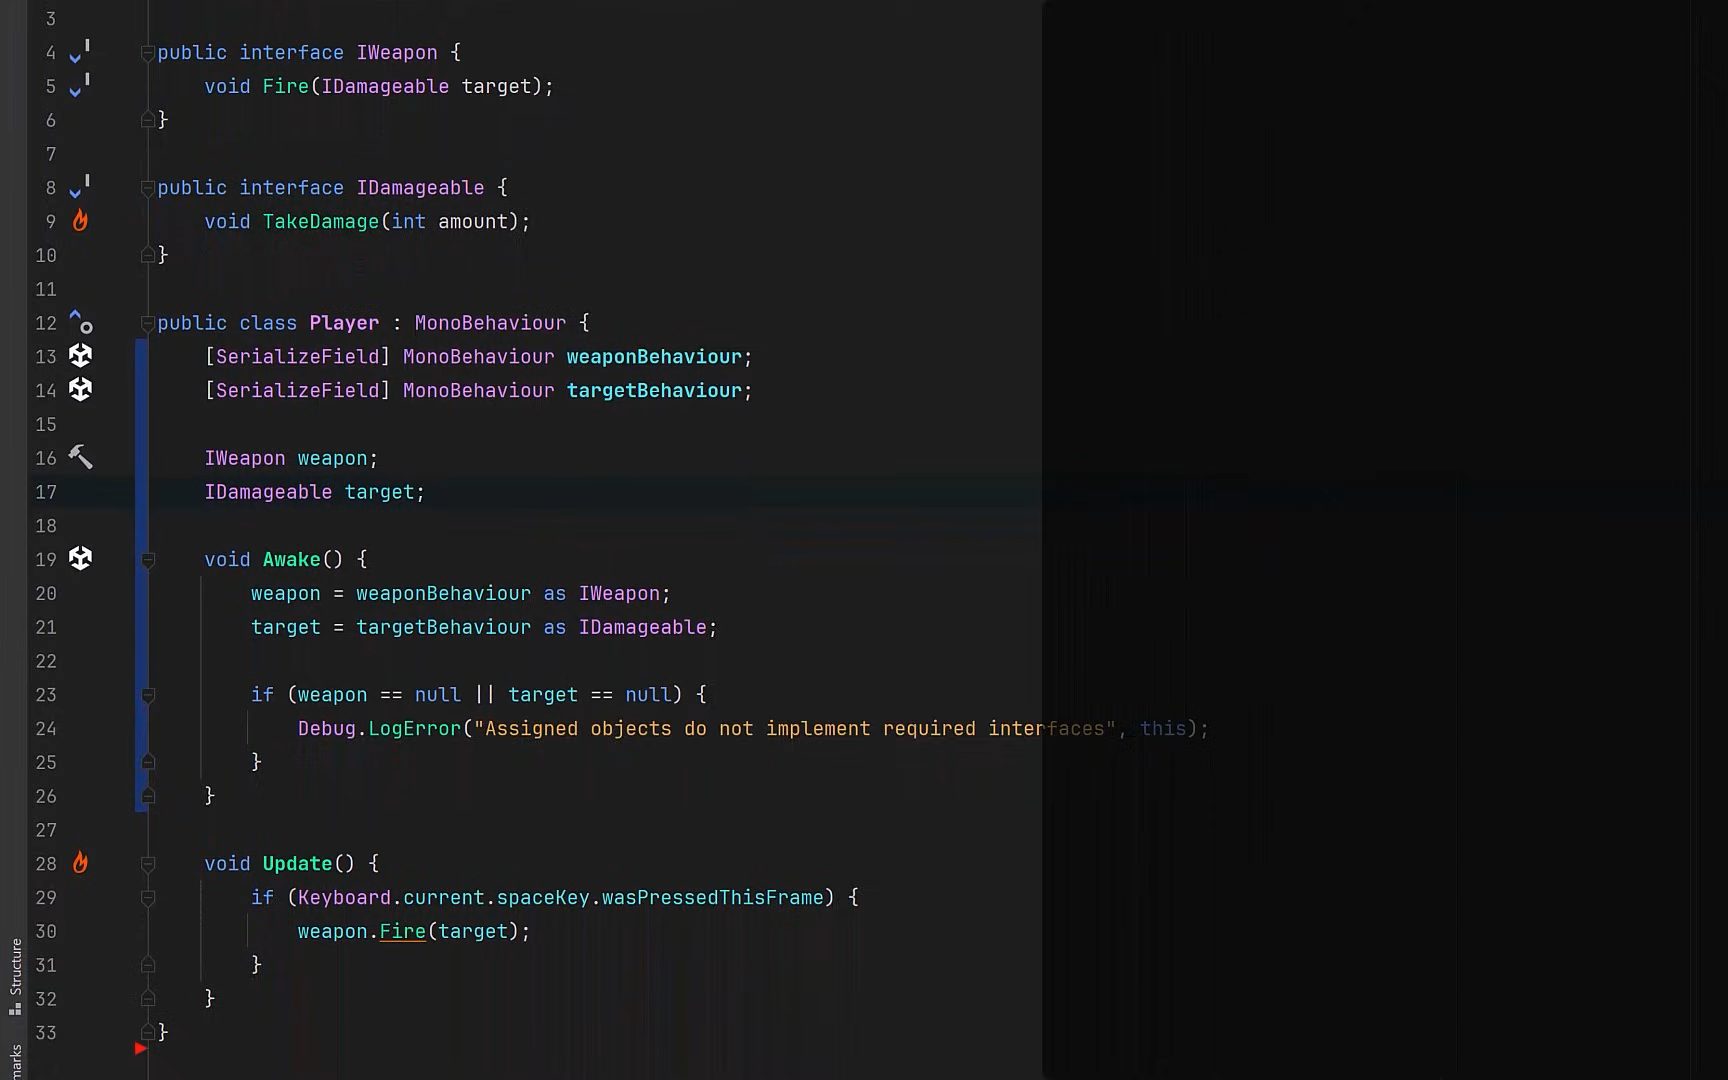 3
4 public interface IWeapon {
5 void Fire(IDamageable target);
6 }
7
8 public interface IDamageable {
9 void TakeDamage(int amount);
10 }
11
12 public class Player : MonoBehaviour {
13 [SerializeField] MonoBehaviour weaponBehaviour;
14 [SerializeField] MonoBehaviour targetBehaviour;
15
16 IWeapon weapon;
17 IDamageable target;
18
19 void Awake() {
20 weapon = weaponBehaviour as IWeapon;
21 target = targetBehaviour as IDamageable;
22
23 if (weapon == null || target == null) {
24 Debug.LogError("Assigned objects do not implement required interfaces", this);
25 }
26 }
27
28 void Update() {
29 if (Keyboard.current.spaceKey.wasPressedThisFrame) {
30 weapon.Fire(target);
31 }
32 }
33 }
Structure
marks